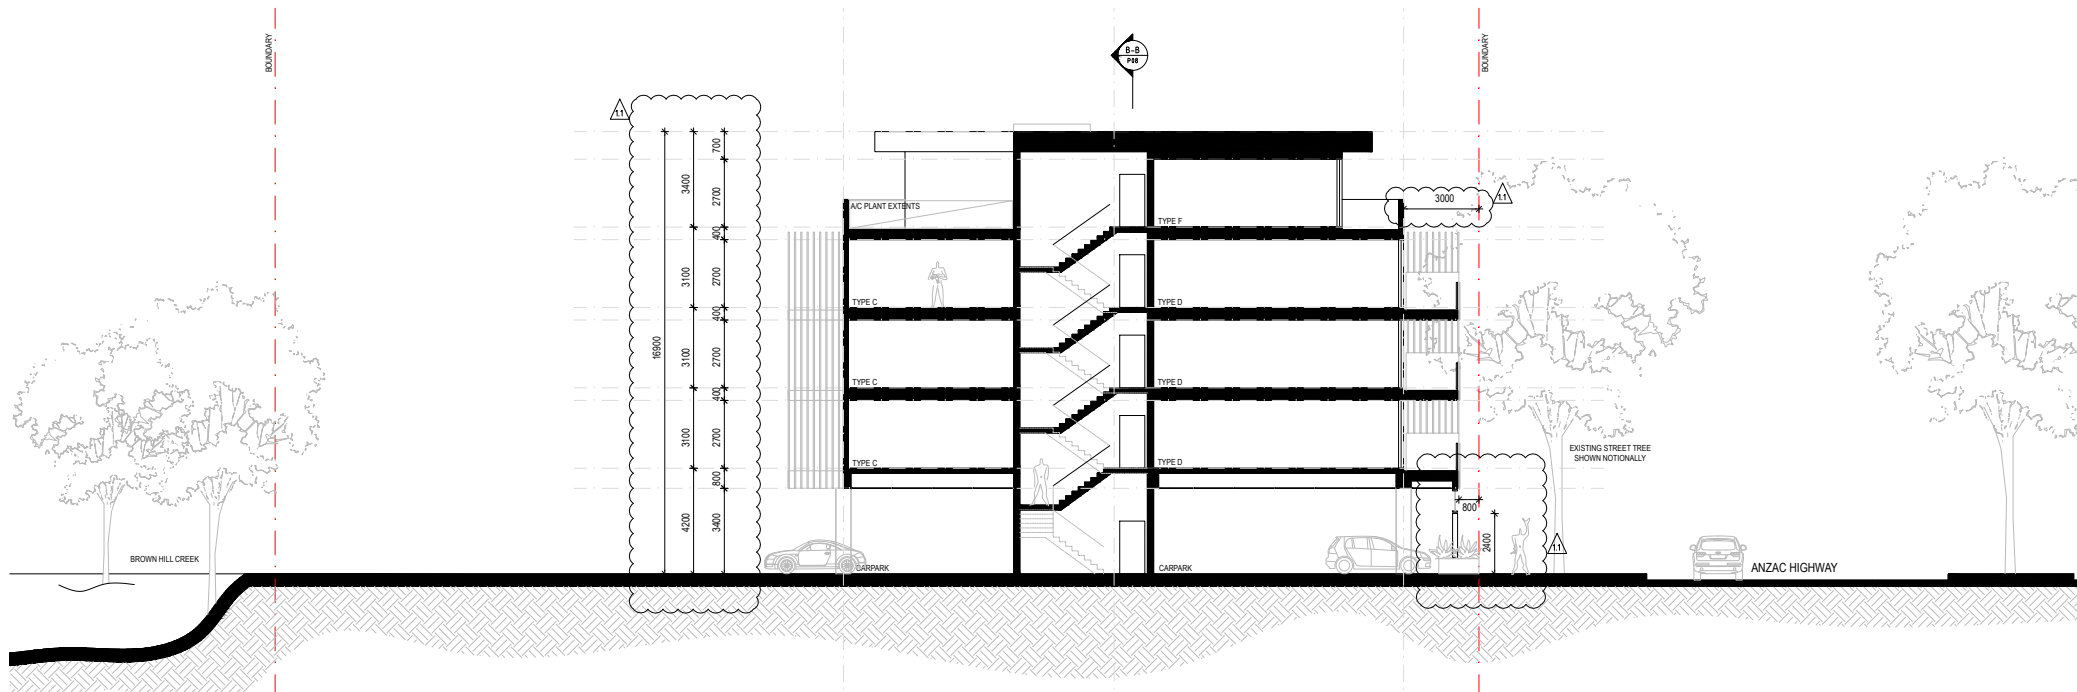 BOUNDARY
B-B
P08
BOUNDARY
1.1
700
3400
2700
16900
400
3100
2700
400
3100
2700
400
3100
2700
800
4200
3400
A/C PLANT EXTENTS
TYPE F
3000
1.1
TYPE C
TYPE D
TYPE C
TYPE D
TYPE C
TYPE D
EXISTING STREET TREE
SHOWN NOTIONALLY
800
2400
1.1
BROWN HILL CREEK
CARPARK
CARPARK
ANZAC HIGHWAY